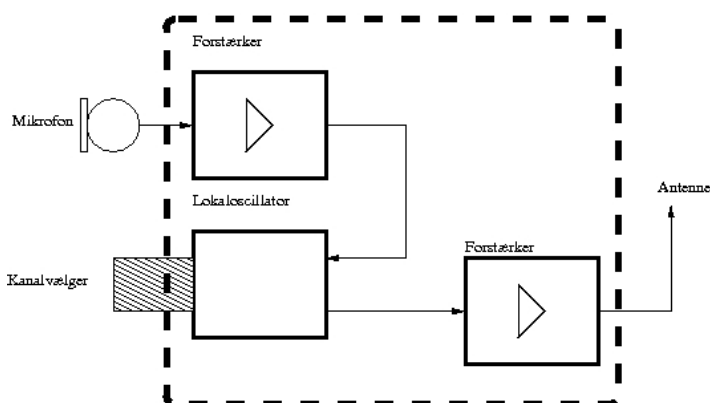 Forstærker
Mikrofon
Lokaloscillator
Antenne
Forstærker
Kanalvælger